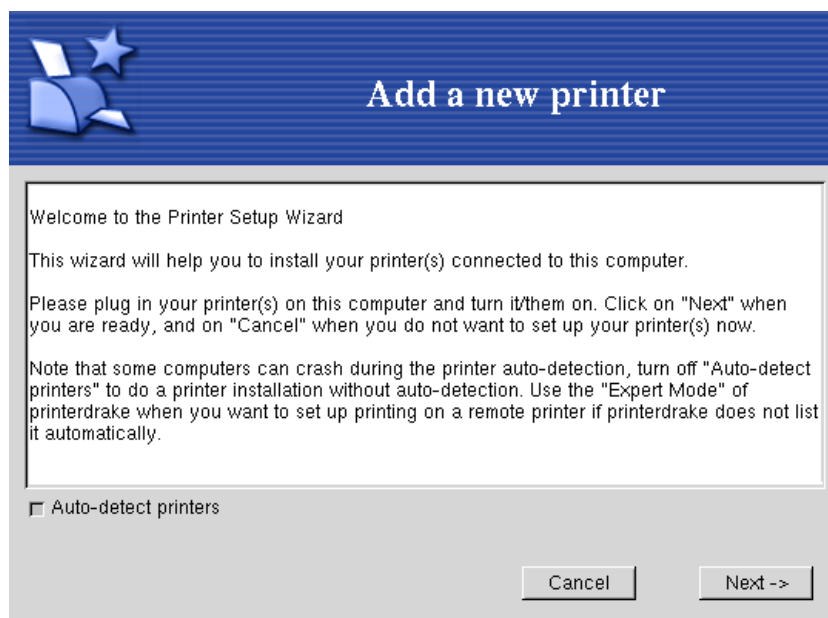 Add a new printer
Welcome to the Printer Setup Wizard
This wizard will help you to install your printer(s) connected to this computer.
Please plug in your printer(s) on this computer and turn it/them on. Click on "Next" when
you are ready, and on "Cancel" when you do not want to set up your printer(s) now.
Note that some computers can crash during the printer auto-detection, turn off "Auto-detect
printers" to do a printer installation without auto-detection. Use the "Expert Mode" of
printerdrake when you want to set up printing on a remote printer if printerdrake does not list
it automatically.
Auto-detect printers
Cancel
Next ->